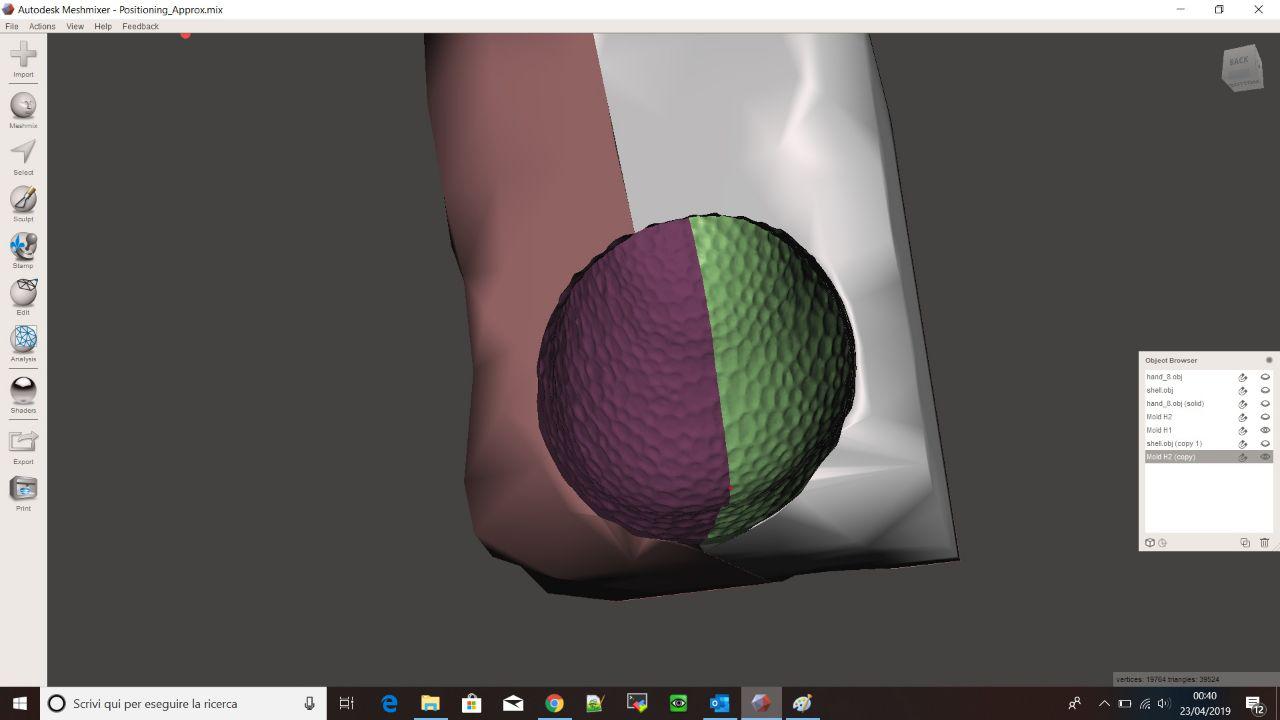 Autodesk Meshmixer - Positioning_Approx.mix
File Actions View Help Feedback
Import
Meshmix
Select
Sculpt
Stamp
Edit
Analysis
Shaders
Export
Print
BACK
Object Browser
hand_8.obj
shell.obj
hand_8.obj (solid)
Mold H2
Mold H1
shell.obj (copy 1)
Mold H2 (copy)
vertices: 19764 triangles: 39524
Scrivi qui per eseguire la ricerca
00:40
23/04/2019
12